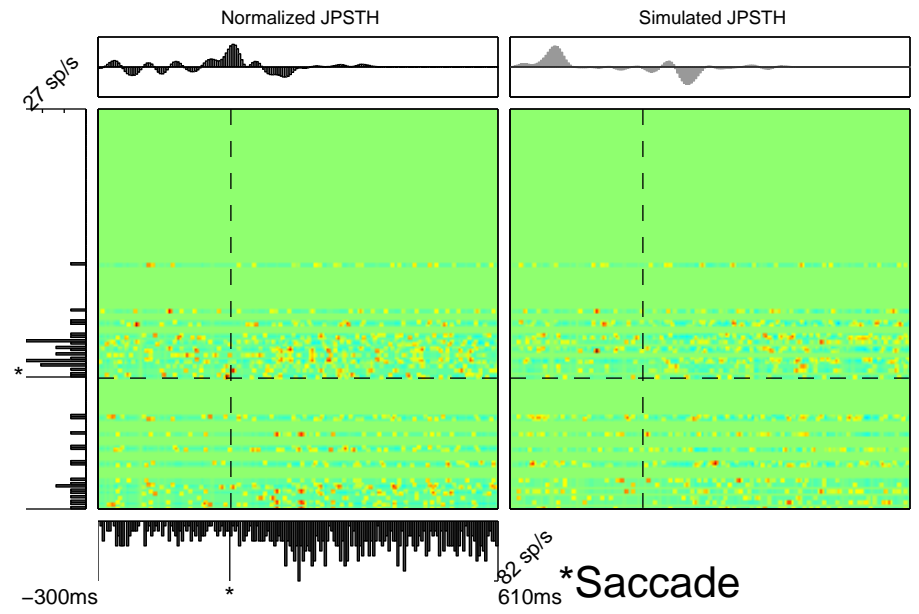 Normalized JPSTH
Simulated JPSTH
27 sp/s
*
82 sp/s
−300ms
*
610ms
*Saccade